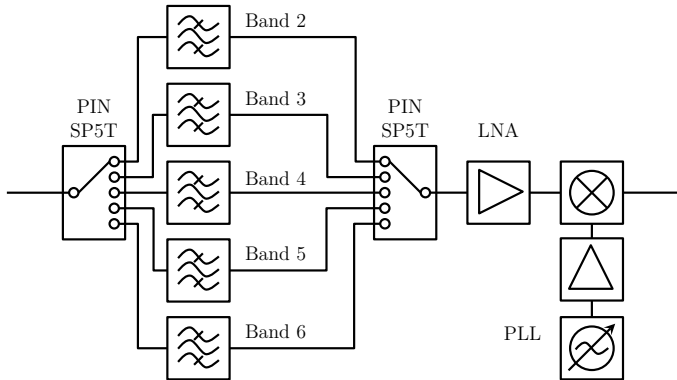 Band 2
Band 3
PIN
SP5T
PIN
SP5T
LNA
Band 4
Band 5
Band 6
PLL